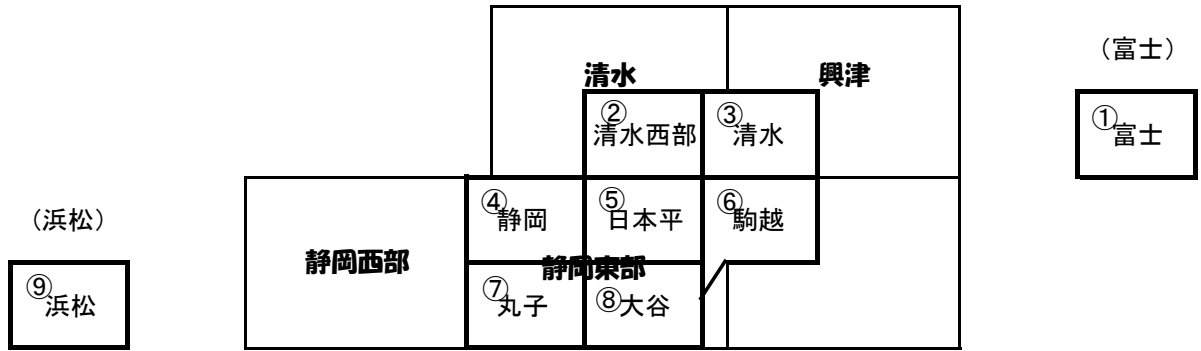 （富士）
清水
興津
①富士
②清水西部
③清水
（浜松）
④静岡
⑤日本平
⑥駒越
静岡西部
静岡東部
⑨浜松
⑦丸子
⑧大谷